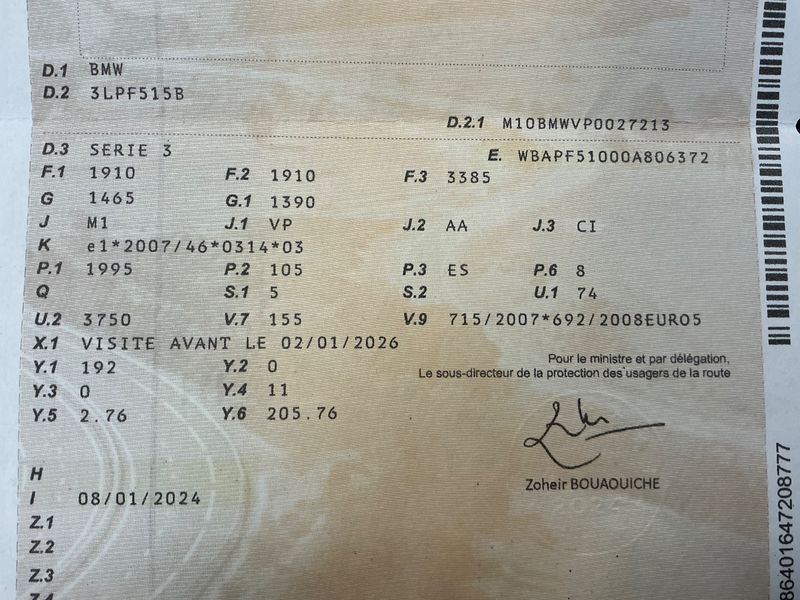 D.1 BMW
D.2 3LPF515B
D.2.1 M10BMWVP0027213
D.3 SERIE 3 E. WBAPF51000A806372
F.1 1910 F.2 1910 F.3 3385
G 1465 G.1 1390
J M1 J.1 VP J.2 AA J.3 CI
K e1*2007/46*0314*03
P.1 1995 P.2 105 P.3 ES P.6 8
Q S.1 5 S.2 U.1 74
U.2 3750 V.7 155 V.9 715/2007*692/2008EURO5
X.1 VISITE AVANT LE 02/01/2026
Y.1 192 Y.2 0
Y.3 0 Y.4 11
Y.5 2.76 Y.6 205.76
Pour le ministre et par délégation,
Le sous-directeur de la protection des usagers de la route
Zoheir BOUAOUICHE
H
I 08/01/2024
Z.1
Z.2
Z.3
Z.4
86401647208777